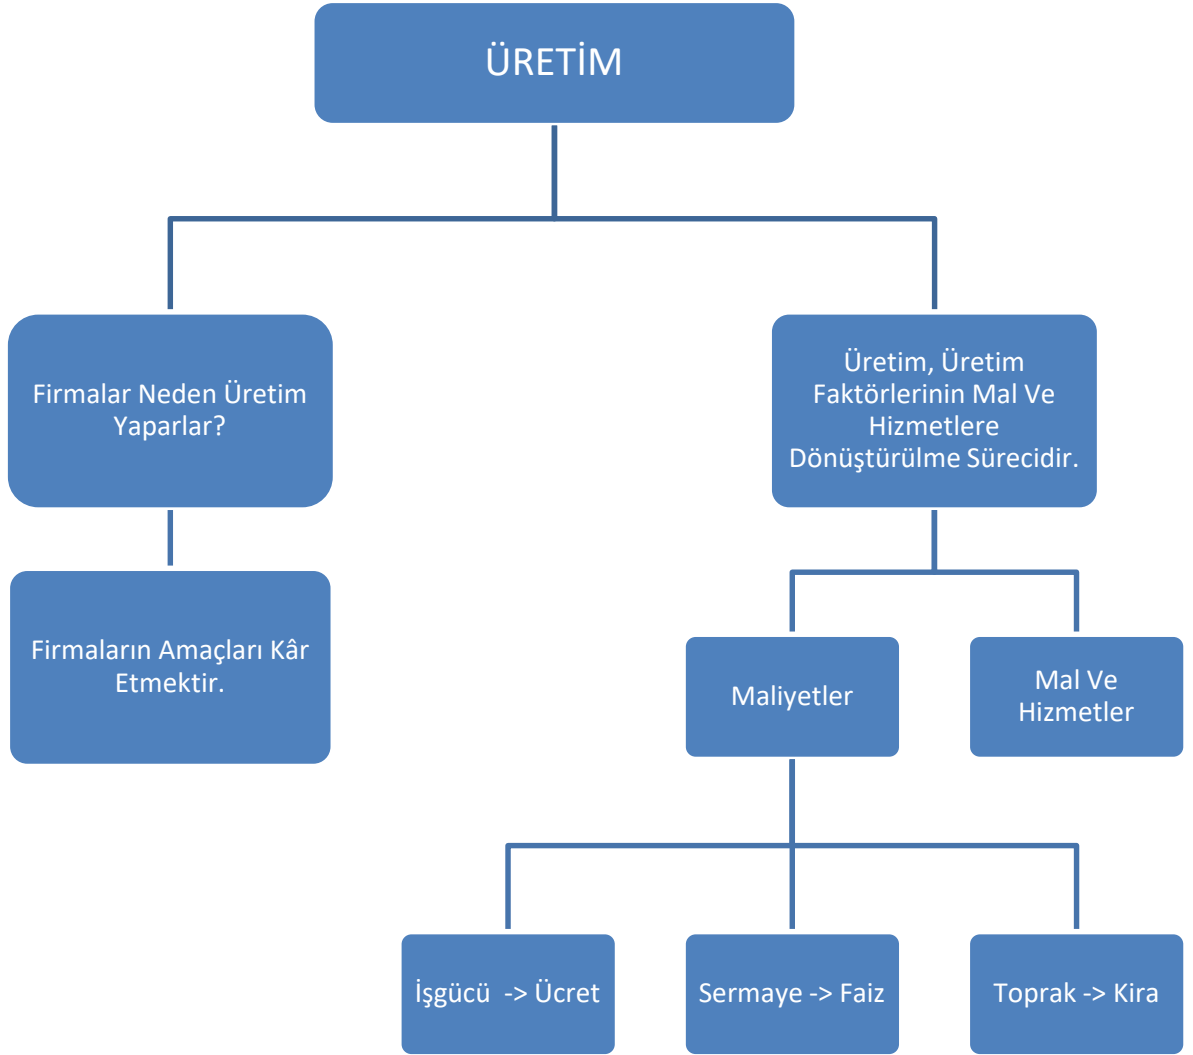 ÜRETİM
Firmalar Neden Üretim
Yaparlar?
Üretim, Üretim
Faktörlerinin Mal Ve
Hizmetlere
Dönüştürülme Sürecidir.
Firmaların Amaçları Kâr
Etmektir.
Maliyetler
Mal Ve
Hizmetler
İşgücü -> Ücret
Sermaye -> Faiz
Toprak -> Kira